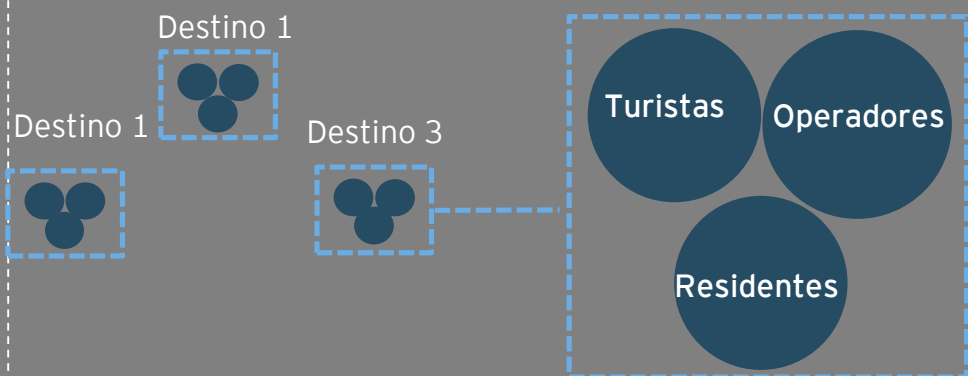 Destino 1
Destino 1
Destino 3
Turistas
Operadores
Residentes